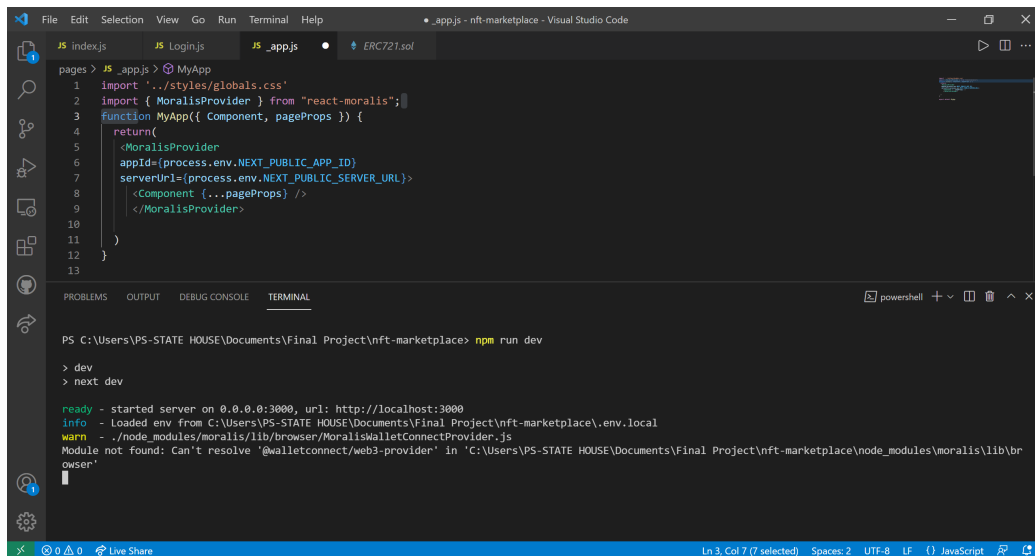 File Edit Selection View Go Run Terminal Help
● _app.js - nft-marketplace - Visual Studio Code
JS index.js
JS Login.js
JS _app.js ●
ERC721.sol
pages > JS _app.js > MyApp
1 import '../styles/globals.css'
2 import { MoralisProvider } from "react-moralis";
3 function MyApp({ Component, pageProps }) {
4 return(
5 <MoralisProvider
6 appId={process.env.NEXT_PUBLIC_APP_ID}
7 serverUrl={process.env.NEXT_PUBLIC_SERVER_URL}>
8 <Component {...pageProps} />
9 </MoralisProvider>
10
11 )
12 }
13
PROBLEMS OUTPUT DEBUG CONSOLE TERMINAL
powershell
PS C:\Users\PS-STATE HOUSE\Documents\Final Project\nft-marketplace> npm run dev
> dev
> next dev
ready - started server on 0.0.0.0:3000, url: http://localhost:3000
info - Loaded env from C:\Users\PS-STATE HOUSE\Documents\Final Project\nft-marketplace\.env.local
warn - ./node_modules/moralis/lib/browser/MoralisWalletConnectProvider.js
Module not found: Can't resolve '@walletconnect/web3-provider' in 'C:\Users\PS-STATE HOUSE\Documents\Final Project\nft-marketplace\node_modules\moralis\lib\br
owser'
1
1
0 0 Live Share
Ln 3, Col 7 (7 selected) Spaces: 2 UTF-8 LF {} JavaScript